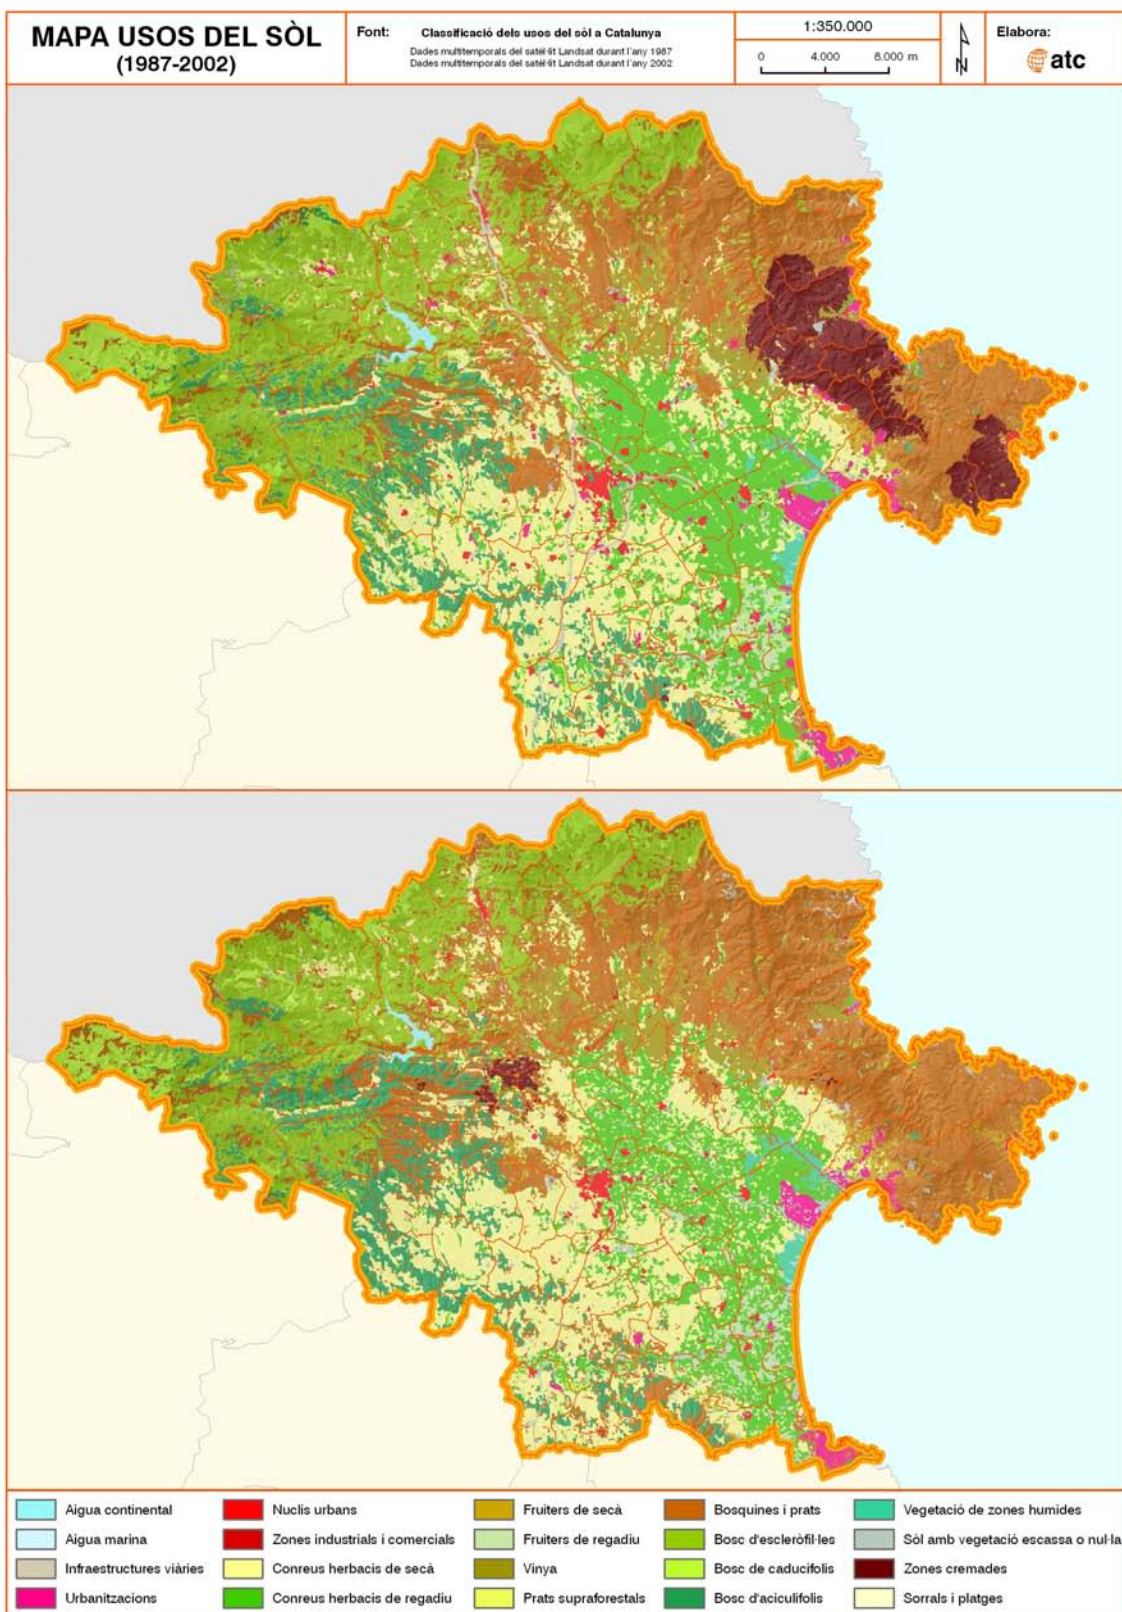 MAPA USOS DEL SÒL
(1987-2002)
Font:
Classificació dels usos del sòl a Catalunya
Dades multitemporals del satèl·lit Landsat durant l'any 1987
Dades multitemporals del satèl·lit Landsat durant l'any 2002
1:350.000
0 4.000 8.000 m
N
Elabora:
atc
Aigua continental
Aigua marina
Infraestructures viàries
Urbanitzacions
Nuclis urbans
Zones industrials i comercials
Conreus herbacis de secà
Conreus herbacis de regadiu
Fruiters de secà
Fruiters de regadiu
Vinya
Prats supraforestals
Bosquines i prats
Bosc d'escleròfil·les
Bosc de caducifolis
Bosc d'aciculifolis
Vegetació de zones humides
Sòl amb vegetació escassa o nul·la
Zones cremades
Sorrals i platges